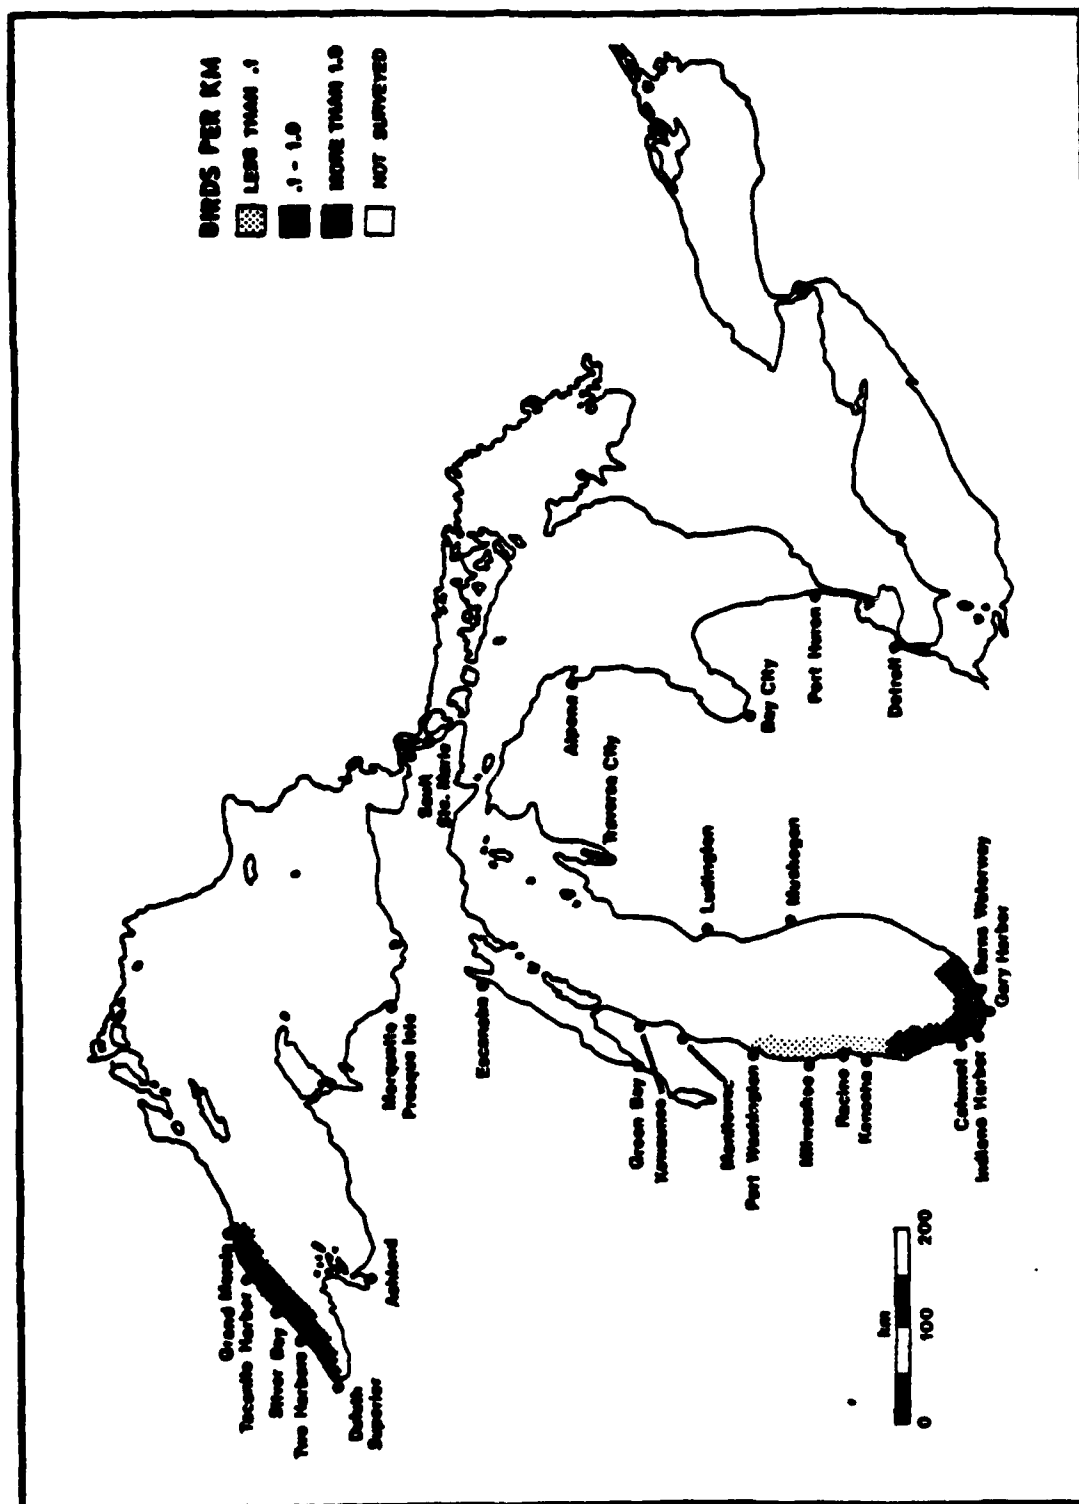 BIRDS PER KM
LESS THAN .1
.1 - 1.0
MORE THAN 1.0
NOT SURVEYED
Grand Marais
Taconite Harbor
Silver Bay
Two Harbors
Duluth
Superior
Ashland
Marquette
Presque Isle
Sault
Ste. Marie
Escanaba
Green Bay
Kewaunee
Manitowoc
Port Washington
Milwaukee
Racine
Kenosha
Calumet
Indiana Harbor
Gary Harbor
Burns Waterway
Muskegon
Ludington
Traverse City
Alpena
Bay City
Port Huron
Detroit
km
0 100 200